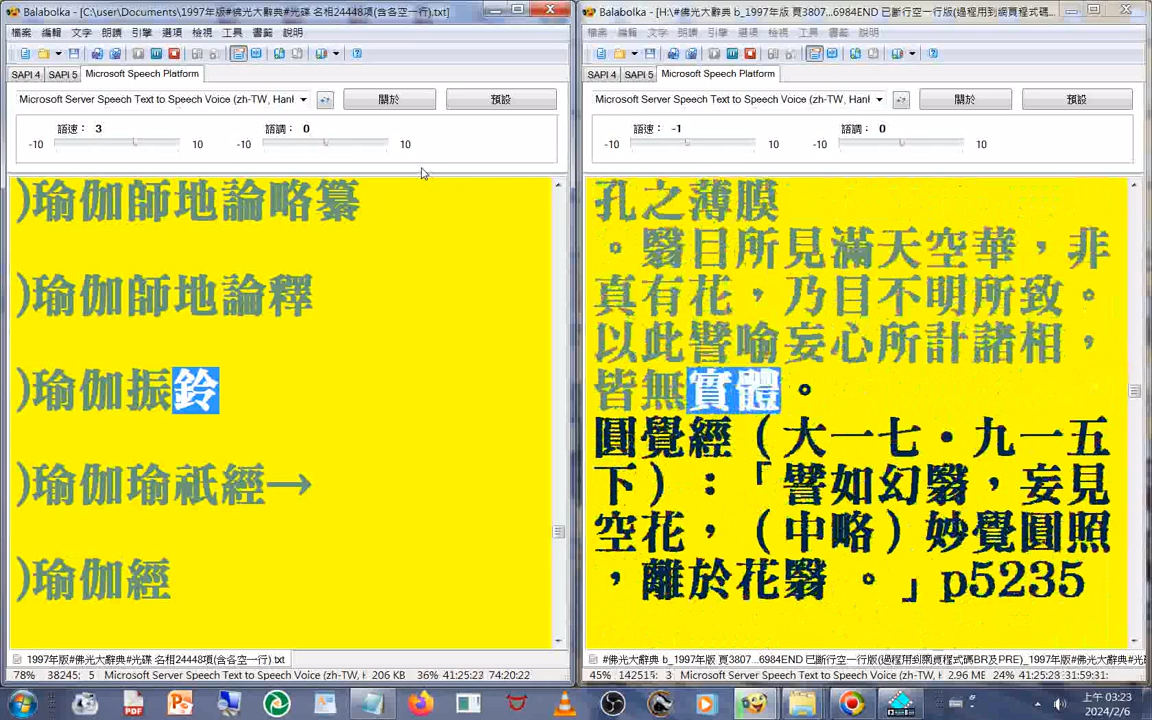 Balabolka - [C:\user\Documents\1997年版#佛光大辭典#光碟 名相24448項(含各空一行).txt]
檔案 編輯 文字 朗讀 引擎 選項 檢視 工具 書籤 說明
SAPI 4 SAPI 5 Microsoft Speech Platform
Microsoft Server Speech Text to Speech Voice (zh-TW, Han 關於 預設
語速： 3 語調： 0
-10 10 -10 10
)瑜伽師地論略纂
)瑜伽師地論釋
)瑜伽振鈴
)瑜伽瑜祇經→
)瑜伽經
1997年版#佛光大辭典#光碟 名相24448項(含各空一行).txt
78% 38245: 5 Microsoft Server Speech Text to Speech Voice (zh-TW, H 206 KB 36% 41:25:23 74:20:22
Balabolka - [H:\#佛光大辭典 b_1997年版 頁3807...6984END 已斷行空一行版(過程用到網頁程式碼
檔案 編輯 文字 朗讀 引擎 選項 檢視 工具 書籤 說明
SAPI 4 SAPI 5 Microsoft Speech Platform
Microsoft Server Speech Text to Speech Voice (zh-TW, Han 關於 預設
語速： -1 語調： 0
-10 10 -10 10
孔之薄膜
。翳目所見滿天空華，非
真有花，乃目不明所致。
以此譬喻妄心所計諸相，
皆無實體。
圓覺經（大一七・九一五
下）：「譬如幻翳，妄見
空花，（中略）妙覺圓照
，離於花翳 。」p5235
#佛光大辭典 b_1997年版 頁3807...6984END 已斷行空一行版(過程用到網頁程式碼BR及PRE)_1997年版#佛光
45% 142515: 3 Microsoft Server Speech Text to Speech Voice (zh-TW, H 2.96 MB 24% 41:25:28 31:59:31
上午 03:23
2024/2/6